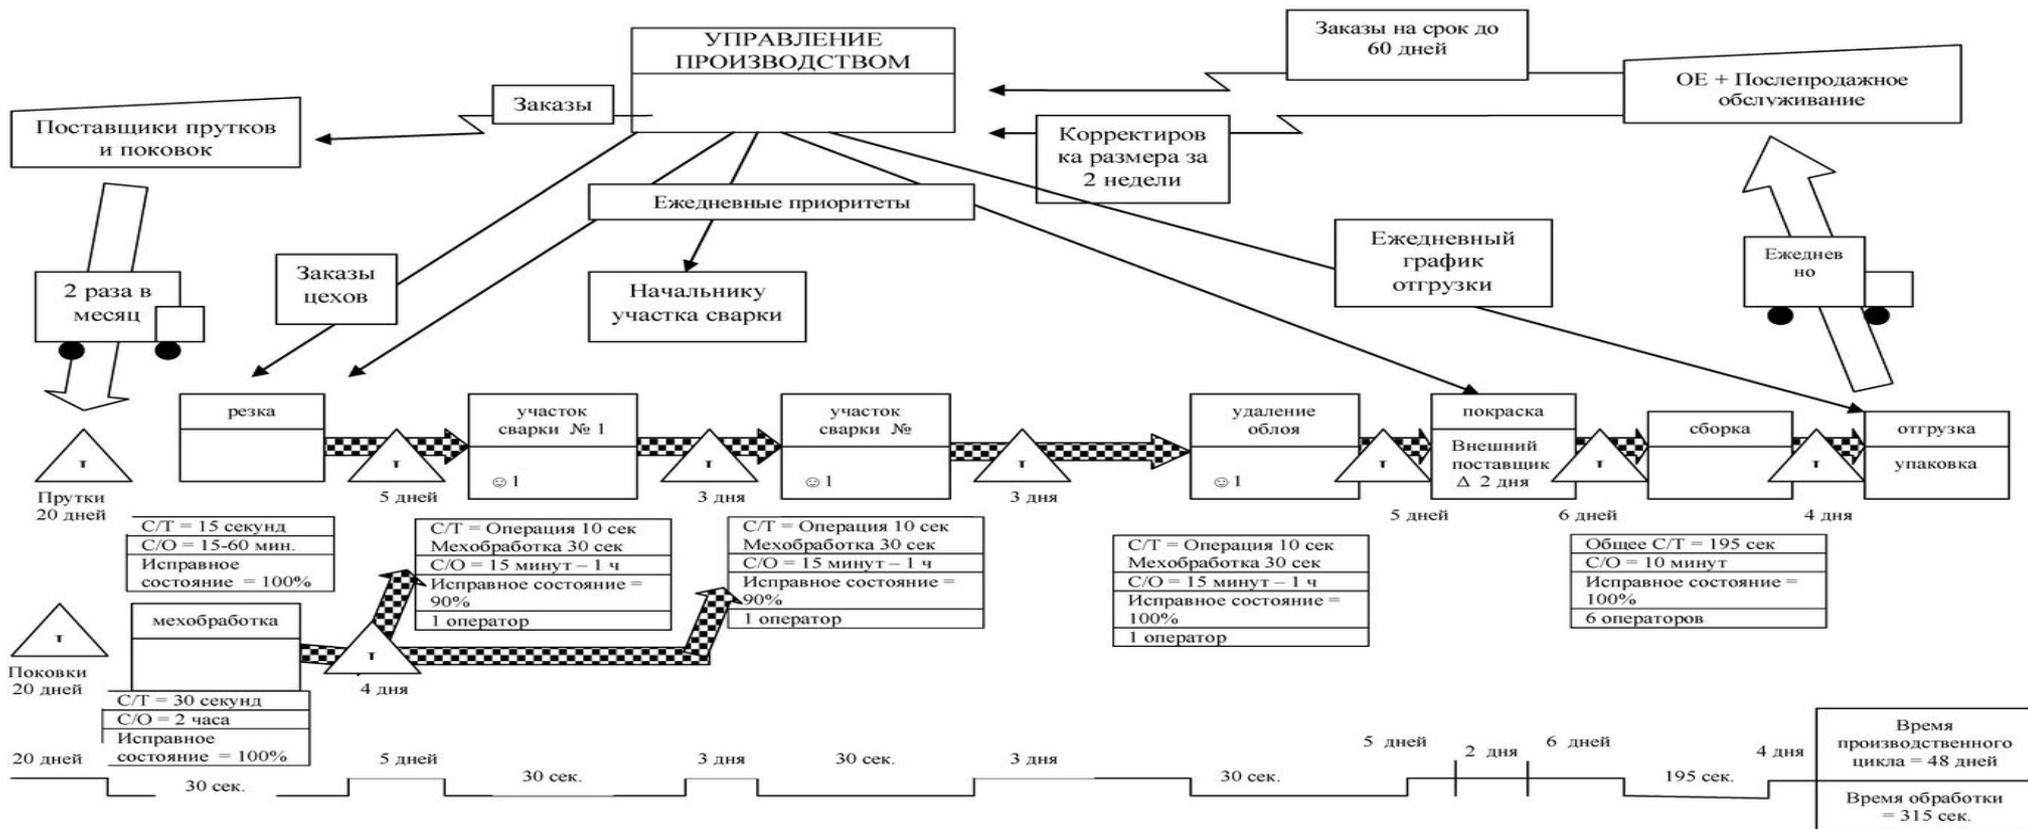 УПРАВЛЕНИЕ
ПРОИЗВОДСТВОМ
Заказы на срок до
60 дней
ОЕ + Послепродажное
обслуживание
Заказы
Поставщики прутков
и поковок
Корректиров
ка размера за
2 недели
Ежедневные приоритеты
Ежедневный
график
отгрузки
Ежеднев
но
Заказы
цехов
Начальнику
участка сварки
2 раза в
месяц
резка
участок
сварки № 1
☺1
участок
сварки №
☺1
удаление
облоя
☺1
покраска
Внешний
поставщик
Δ 2 дня
сборка
отгрузка
упаковка
т
т
т
т
т
т
т
Прутки
20 дней
5 дней
3 дня
3 дня
5 дней
6 дней
4 дня
С/Т = 15 секунд
С/О = 15-60 мин.
Исправное
состояние = 100%
С/Т = Операция 10 сек
Мехобработка 30 сек
С/О = 15 минут – 1 ч
Исправное состояние =
90%
1 оператор
С/Т = Операция 10 сек
Мехобработка 30 сек
С/О = 15 минут – 1 ч
Исправное состояние =
90%
1 оператор
С/Т = Операция 10 сек
Мехобработка 30 сек
С/О = 15 минут – 1 ч
Исправное состояние =
100%
1 оператор
Общее С/Т = 195 сек
С/О = 10 минут
Исправное состояние =
100%
6 операторов
т
Поковки
20 дней
мехобработка
т
4 дня
С/Т = 30 секунд
С/О = 2 часа
Исправное
состояние = 100%
20 дней
30 сек.
5 дней
30 сек.
3 дня
30 сек.
3 дня
30 сек.
5 дней
2 дня
6 дней
195 сек.
4 дня
Время
производственного
цикла = 48 дней
Время обработки
= 315 сек.